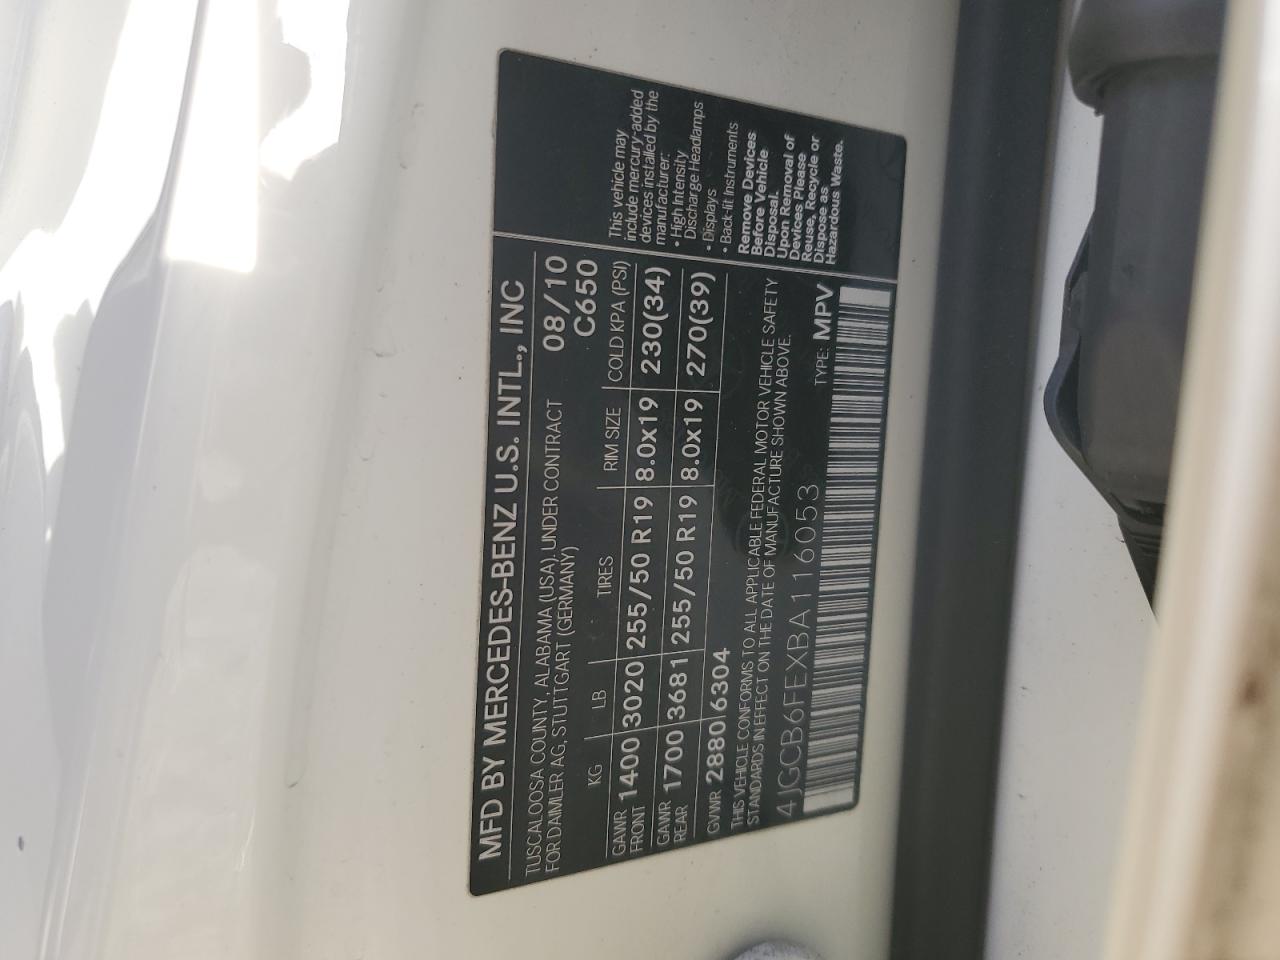 MFD BY MERCEDES-BENZ U.S. INTL., INC
TUSCALOOSA COUNTY, ALABAMA (USA), UNDER CONTRACT
FOR DAIMLER AG, STUTTGART (GERMANY)
08/10
C650
KG LB TIRES RIM SIZE COLD KPA (PSI)
GAWR FRONT 1400 3020 255/50 R19 8.0x19 230(34)
GAWR REAR 1700 3681 255/50 R19 8.0x19 270(39)
GVWR 2880 6304
THIS VEHICLE CONFORMS TO ALL APPLICABLE FEDERAL MOTOR VEHICLE SAFETY
STANDARDS IN EFFECT ON THE DATE OF MANUFACTURE SHOWN ABOVE.
4JGCB6FEXBA116053 TYPE: MPV
This vehicle may
include mercury-added
devices installed by the
manufacturer:
• High Intensity
Discharge Headlamps
• Displays
• Back-lit Instruments
Remove Devices
Before Vehicle
Disposal.
Upon Removal of
Devices Please
Reuse, Recycle or
Dispose as
Hazardous Waste.